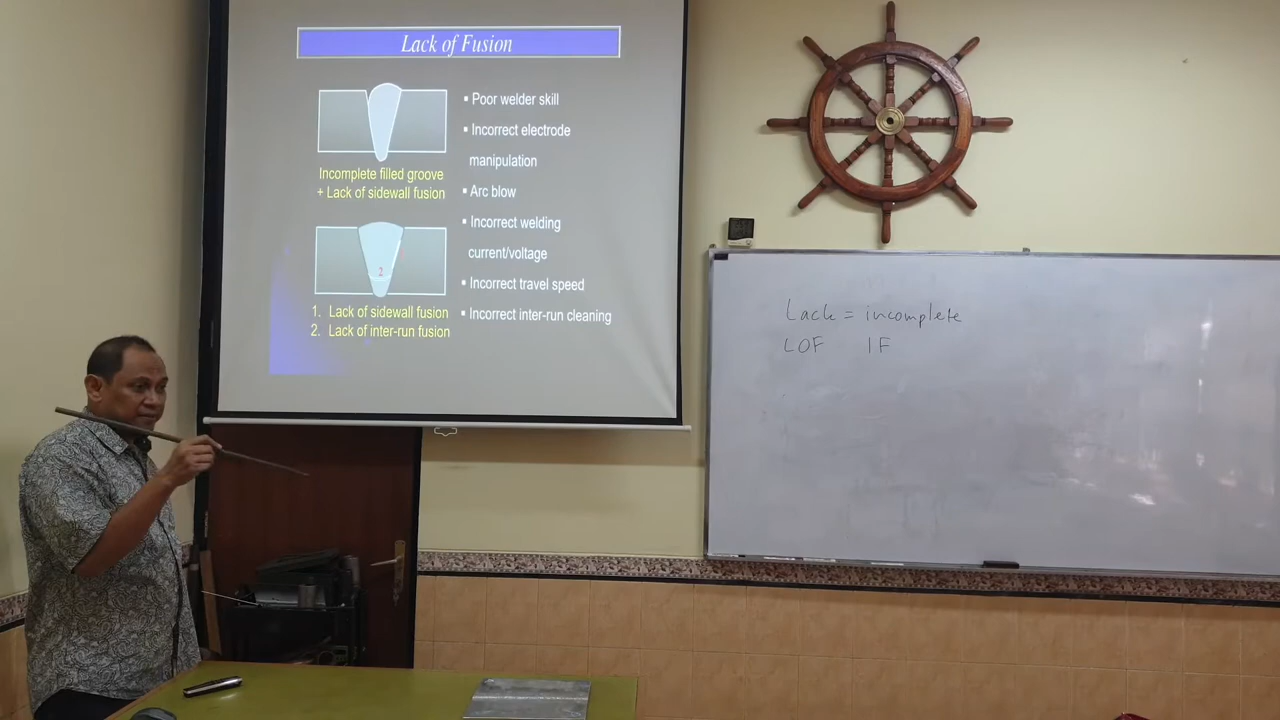 Lack of Fusion
Incomplete filled groove
+ Lack of sidewall fusion
2
1. Lack of sidewall fusion
2. Lack of inter-run fusion
▪ Poor welder skill
▪ Incorrect electrode
manipulation
▪ Arc blow
▪ Incorrect welding
current/voltage
▪ Incorrect travel speed
▪ Incorrect inter-run cleaning
Lack = incomplete
LOF IF